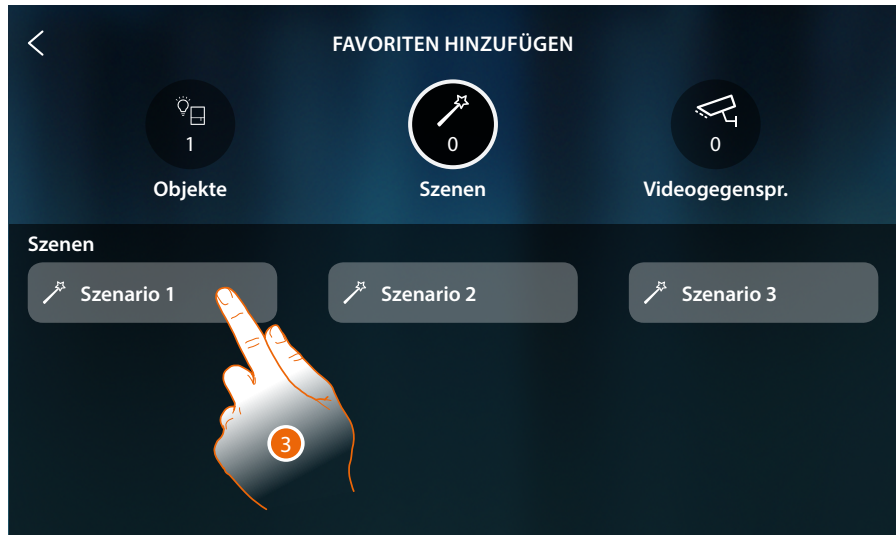 FAVORITEN HINZUFÜGEN
1
0
0
Objekte
Szenen
Videogegenspr.
Szenen
Szenario 1
Szenario 2
Szenario 3
3